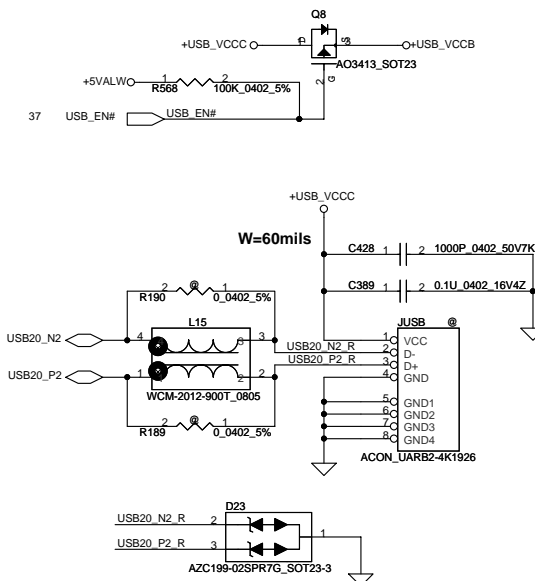 Q8
+USB_VCCC 1 D S 3 +USB_VCCB
AO3413_SOT23
G
2
+5VALW 1 2
R568 100K_0402_5%
37 USB_EN# USB_EN#
+USB_VCCC
W=60mils
C428 1 2 1000P_0402_50V7K
C389 1 2 0.1U_0402_16V4Z
@
R190 0_0402_5%
L15
JUSB @
USB20_N2 4 3 3 USB20_N2_R 1 VCC
2 D-
USB20_P2 1 2 2 USB20_P2_R 3 D+
4 GND
WCM-2012-900T_0805
5 GND1
6 GND2
7 GND3
8 GND4
@
R189 0_0402_5%
ACON_UARB2-4K1926
D23
USB20_N2_R 2
1
USB20_P2_R 3
AZC199-02SPR7G_SOT23-3